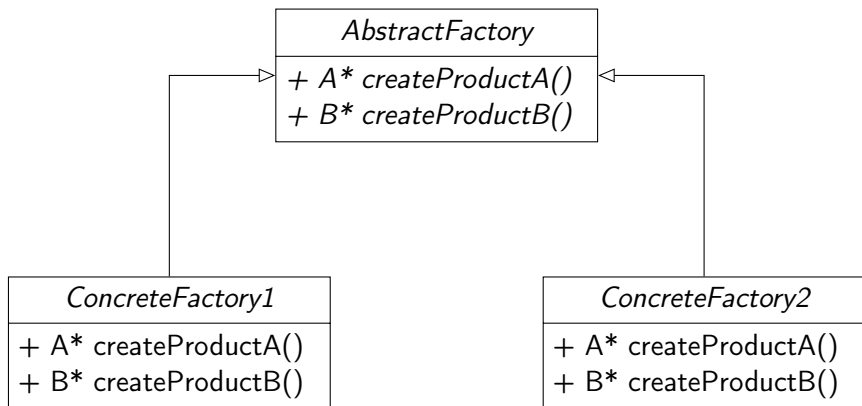 AbstractFactory
+ A* createProductA()
+ B* createProductB()
ConcreteFactory1
+ A* createProductA()
+ B* createProductB()
ConcreteFactory2
+ A* createProductA()
+ B* createProductB()